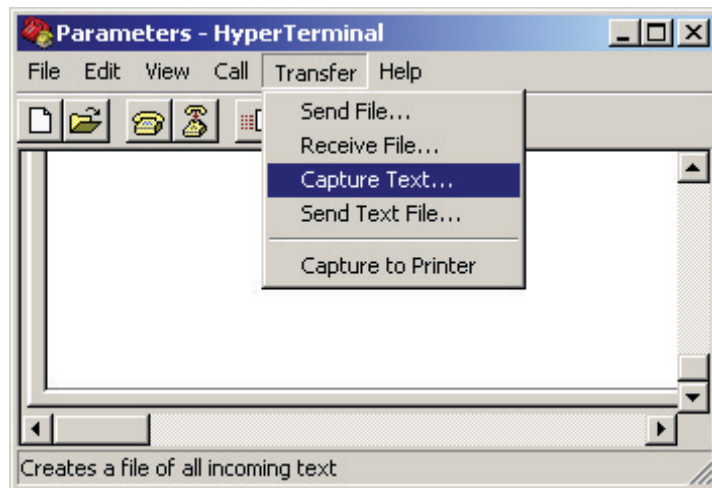 Parameters - HyperTerminal
File Edit View Call Transfer Help
Send File...
Receive File...
Capture Text...
Send Text File...
Capture to Printer
Creates a file of all incoming text